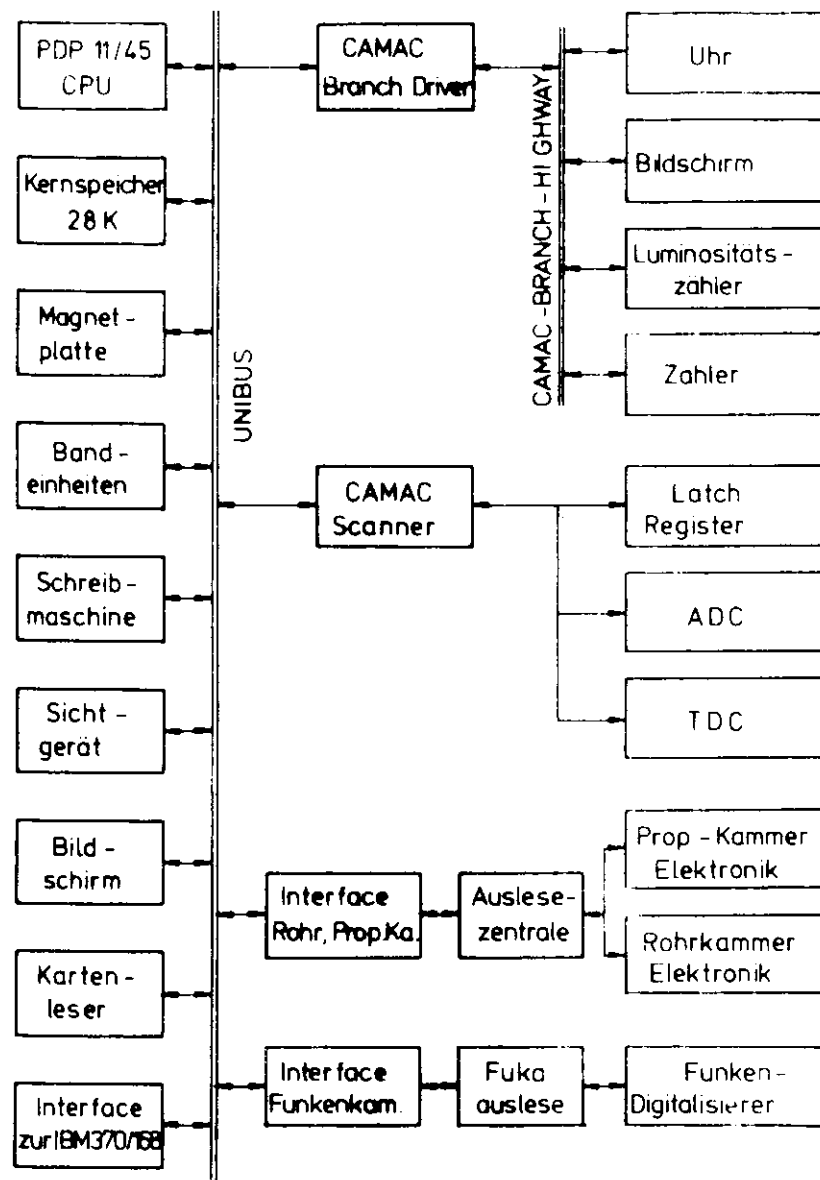 PDP 11/45
CPU
Kernspeicher
28 K
Magnet-
platte
Band-
einheiten
Schreib-
maschine
Sicht-
gerät
Bild-
schirm
Karten-
leser
Interface
zur IBM370/168
UNIBUS
CAMAC
Branch Driver
CAMAC-BRANCH-HIGHWAY
Uhr
Bildschirm
Luminositäts-
zähler
Zahler
CAMAC
Scanner
Latch
Register
ADC
TDC
Interface
Rohr, Prop.Ka.
Auslese-
zentrale
Prop-Kammer
Elektronik
Rohrkammer
Elektronik
Interface
Funkenkam.
Fuka
auslese
Funken-
Digitalisierer